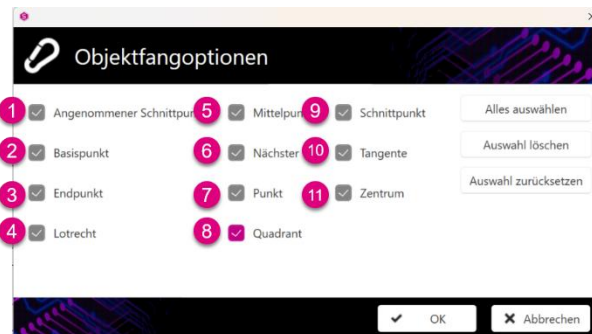 Objektfangoptionen
1 Angenommener Schnittpun
5 Mittelpun
9 Schnittpunkt
Alles auswählen
2 Basispunkt
6 Nächster
10 Tangente
Auswahl löschen
3 Endpunkt
7 Punkt
11 Zentrum
Auswahl zurücksetzen
4 Lotrecht
8 Quadrant
OK
Abbrechen